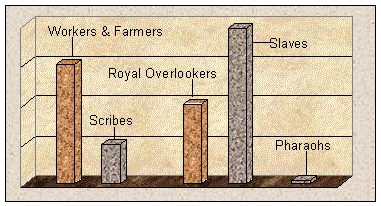 Workers & Farmers
Slaves
Royal Overlookers
Scribes
Pharaohs